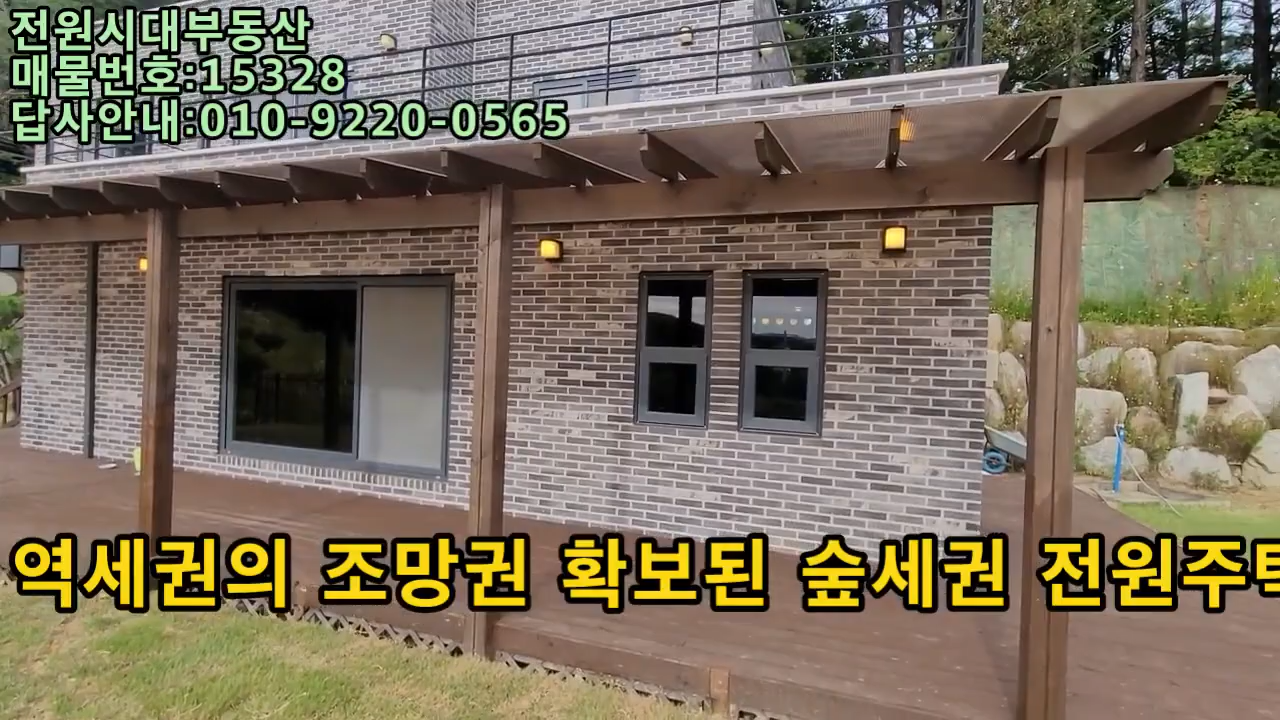 전원시대부동산
매물번호:15328
답사안내:010-9220-0565
역세권의 조망권 확보된 숲세권 전원주택